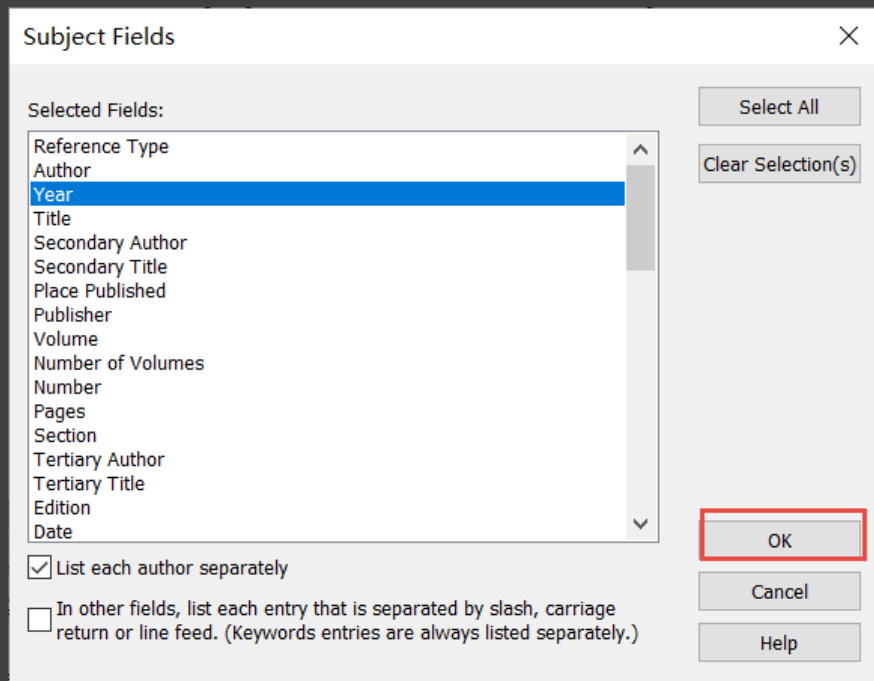 Subject Fields
Selected Fields:
Reference Type
Author
Year
Title
Secondary Author
Secondary Title
Place Published
Publisher
Volume
Number of Volumes
Number
Pages
Section
Tertiary Author
Tertiary Title
Edition
Date
List each author separately
In other fields, list each entry that is separated by slash, carriage
return or line feed. (Keywords entries are always listed separately.)
Select All
Clear Selection(s)
OK
Cancel
Help